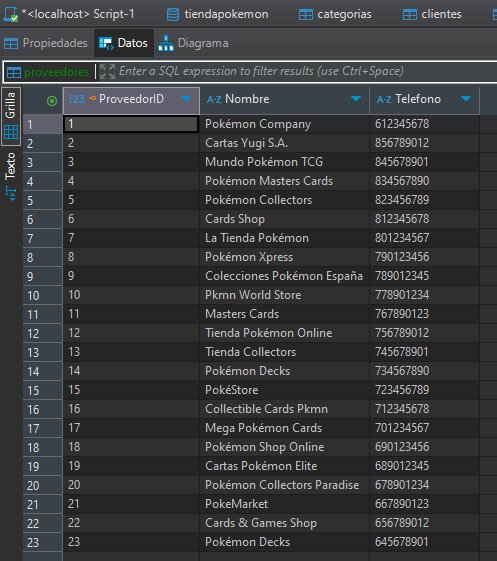 *<localhost> Script-1 tiendapokemon categorias clientes
Propiedades Datos Diagrama
proveedores Enter a SQL expression to filter results (use Ctrl+Space)
Grilla
Texto
123 ProveedorID A-Z Nombre A-Z Telefono
1 1 Pokémon Company 612345678
2 2 Cartas Yugi S.A. 856789012
3 3 Mundo Pokémon TCG 845678901
4 4 Pokémon Masters Cards 834567890
5 5 Pokémon Collectors 823456789
6 6 Cards Shop 812345678
7 7 La Tienda Pokémon 801234567
8 8 Pokémon Xpress 790123456
9 9 Colecciones Pokémon España 789012345
10 10 Pkmn World Store 778901234
11 11 Masters Cards 767890123
12 12 Tienda Pokémon Online 756789012
13 13 Tienda Collectors 745678901
14 14 Pokémon Decks 734567890
15 15 PokéStore 723456789
16 16 Collectible Cards Pkmn 712345678
17 17 Mega Pokémon Cards 701234567
18 18 Pokémon Shop Online 690123456
19 19 Cartas Pokémon Elite 689012345
20 20 Pokémon Collectors Paradise 678901234
21 21 PokeMarket 667890123
22 22 Cards & Games Shop 656789012
23 23 Pokémon Decks 645678901